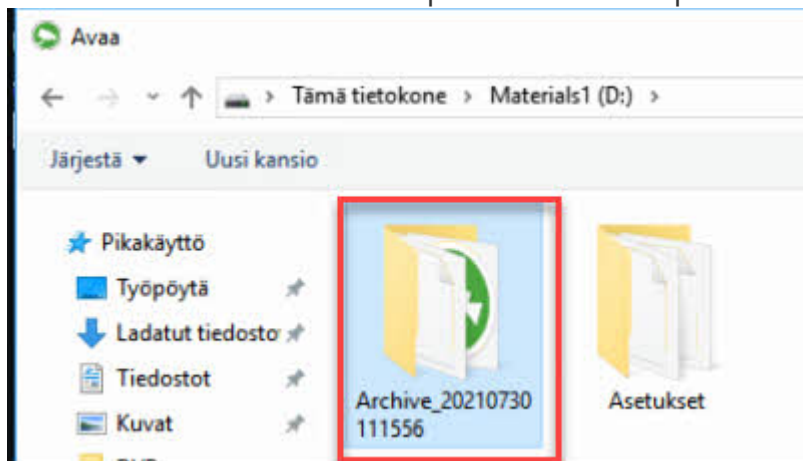 Avaa
Tämä tietokone > Materials1 (D:) >
Järjestä Uusi kansio
Pikakäyttö
Työpöytä
Ladatut tiedosto
Tiedostot
Kuvat
Archive_20210730
111556
Asetukset